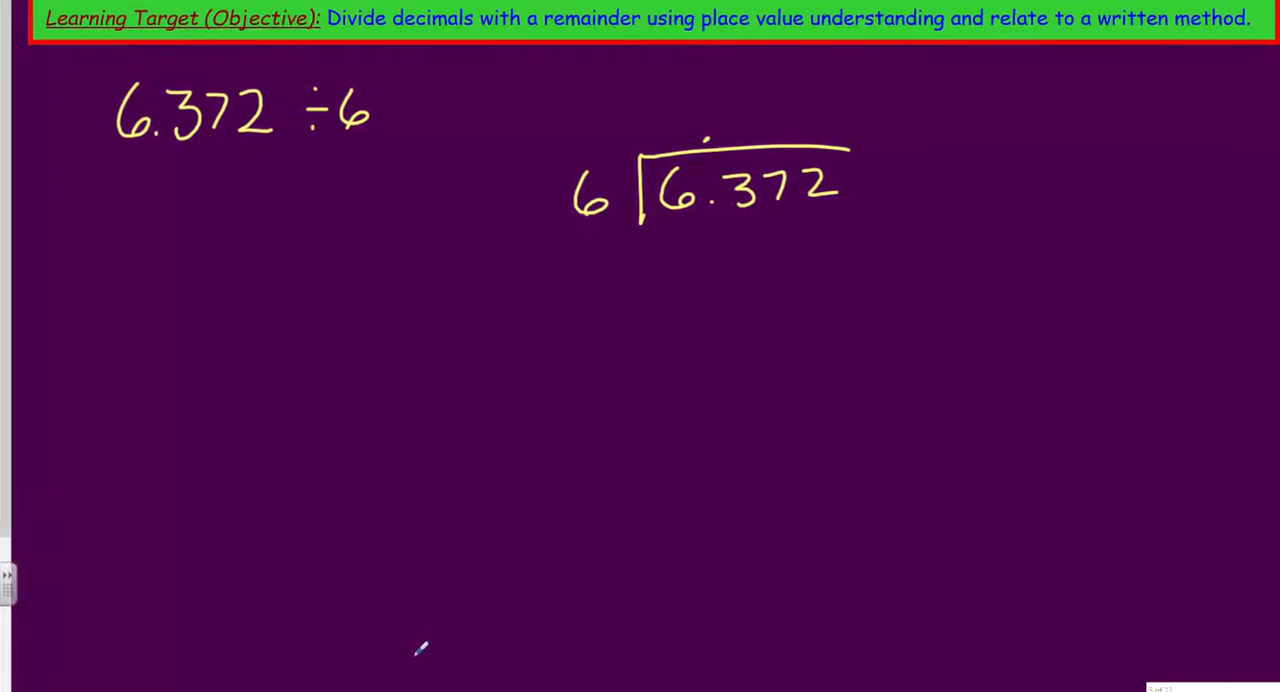 Learning Target (Objective): Divide decimals with a remainder using place value understanding and relate to a written method.
6.372 ÷ 6
.
6 6.372